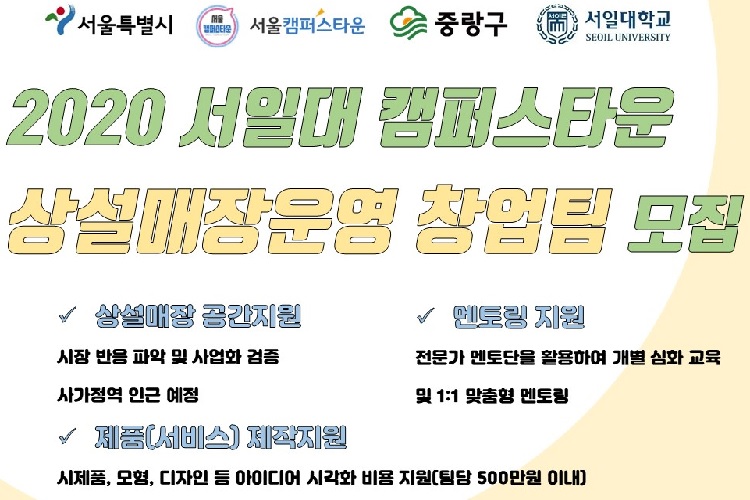 서울특별시 서울 캠퍼스타운 서울캠퍼스타운 중랑구 서일대학교 SEOIL UNIVERSITY
2020 서일대 캠퍼스타운
상설매장운영 창업팀 모집
✓ 상설매장 공간지원
시장 반응 파악 및 사업화 검증
사가정역 인근 예정
✓ 멘토링 지원
전문가 멘토단을 활용하여 개별 심화 교육
및 1:1 맞춤형 멘토링
✓ 제품(서비스) 제작지원
시제품, 모형, 디자인 등 아이디어 시각화 비용 지원(팀당 500만원 이내)